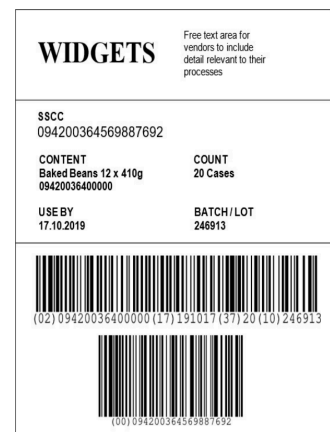 WIDGETS
Free text area for
vendors to include
detail relevant to their
processes
SSCC
094200364569887692
CONTENT
Baked Beans 12 x 410g
09420036400000
COUNT
20 Cases
USE BY
17.10.2019
BATCH / LOT
246913
(02)09420036400000(17)191017(37)20(10)246913
(00)094200364569887692